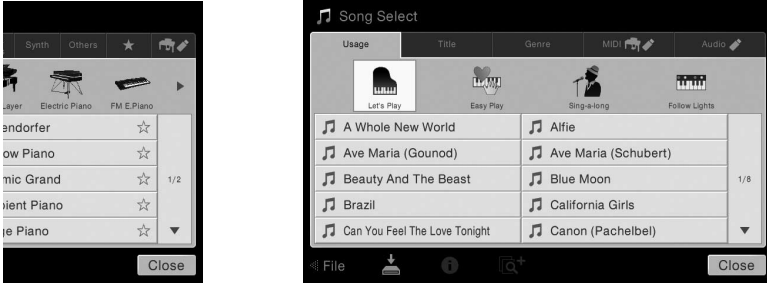 Synth Others
Layer Electric Piano FM E.Piano
endorfer
ow Piano
mic Grand
1/2
bient Piano
ge Piano
Close
Song Select
Usage Title Genre MIDI Audio
Let's Play Easy Play Sing-a-long Follow Lights
A Whole New World Alfie
Ave Maria (Gounod) Ave Maria (Schubert)
Beauty And The Beast Blue Moon
1/8
Brazil California Girls
Can You Feel The Love Tonight Canon (Pachelbel)
File Close